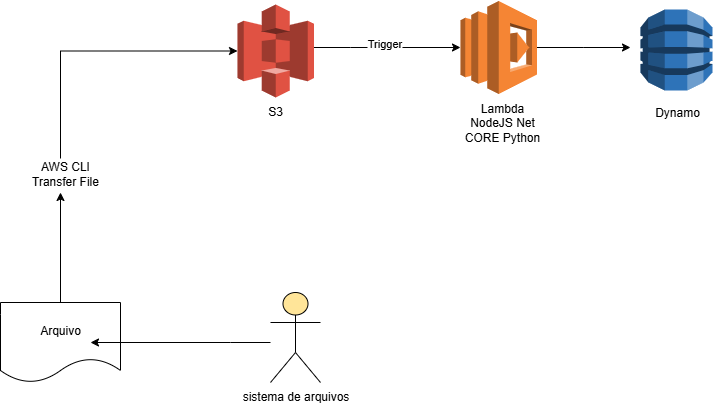 S3
Trigger
Lambda
NodeJS Net
CORE Python
Dynamo
AWS CLI
Transfer File
Arquivo
sistema de arquivos